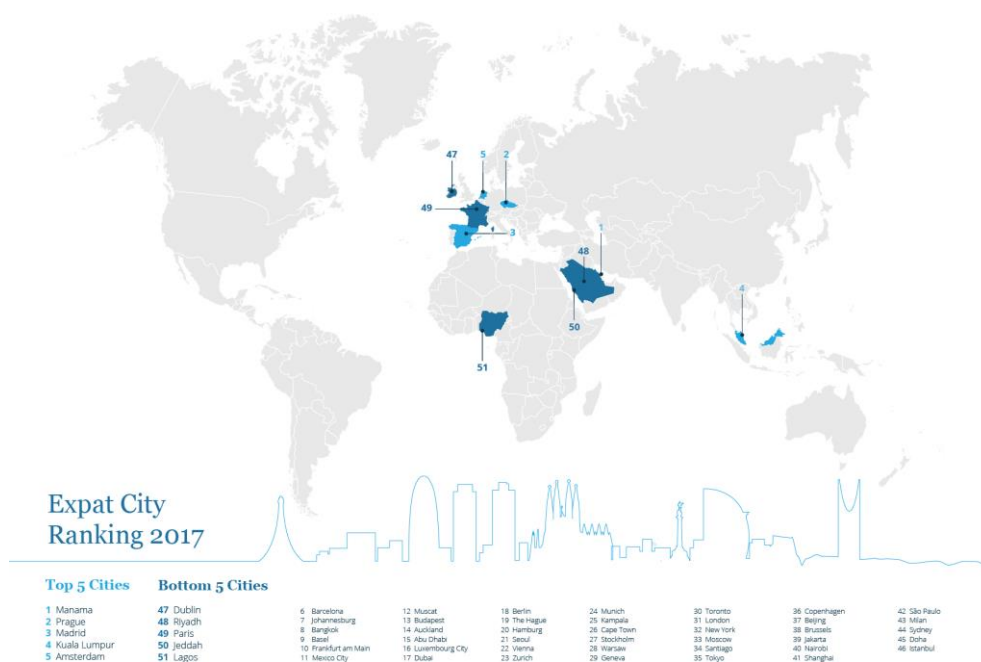 47
5
2
49
3
1
48
4
50
51
Expat City
Ranking 2017
Top 5 Cities
1 Manama
2 Prague
3 Madrid
4 Kuala Lumpur
5 Amsterdam
Bottom 5 Cities
47 Dublin
48 Riyadh
49 Paris
50 Jeddah
51 Lagos
6 Barcelona
7 Johannesburg
8 Bangkok
9 Basel
10 Frankfurt am Main
11 Mexico City
12 Muscat
13 Budapest
14 Auckland
15 Abu Dhabi
16 Luxembourg City
17 Dubai
18 Berlin
19 The Hague
20 Hamburg
21 Seoul
22 Vienna
23 Zurich
24 Munich
25 Kampala
26 Cape Town
27 Stockholm
28 Warsaw
29 Geneva
30 Toronto
31 London
32 New York
33 Moscow
34 Santiago
35 Tokyo
36 Copenhagen
37 Beijing
38 Brussels
39 Jakarta
40 Nairobi
41 Shanghai
42 São Paulo
43 Milan
44 Sydney
45 Doha
46 Istanbul